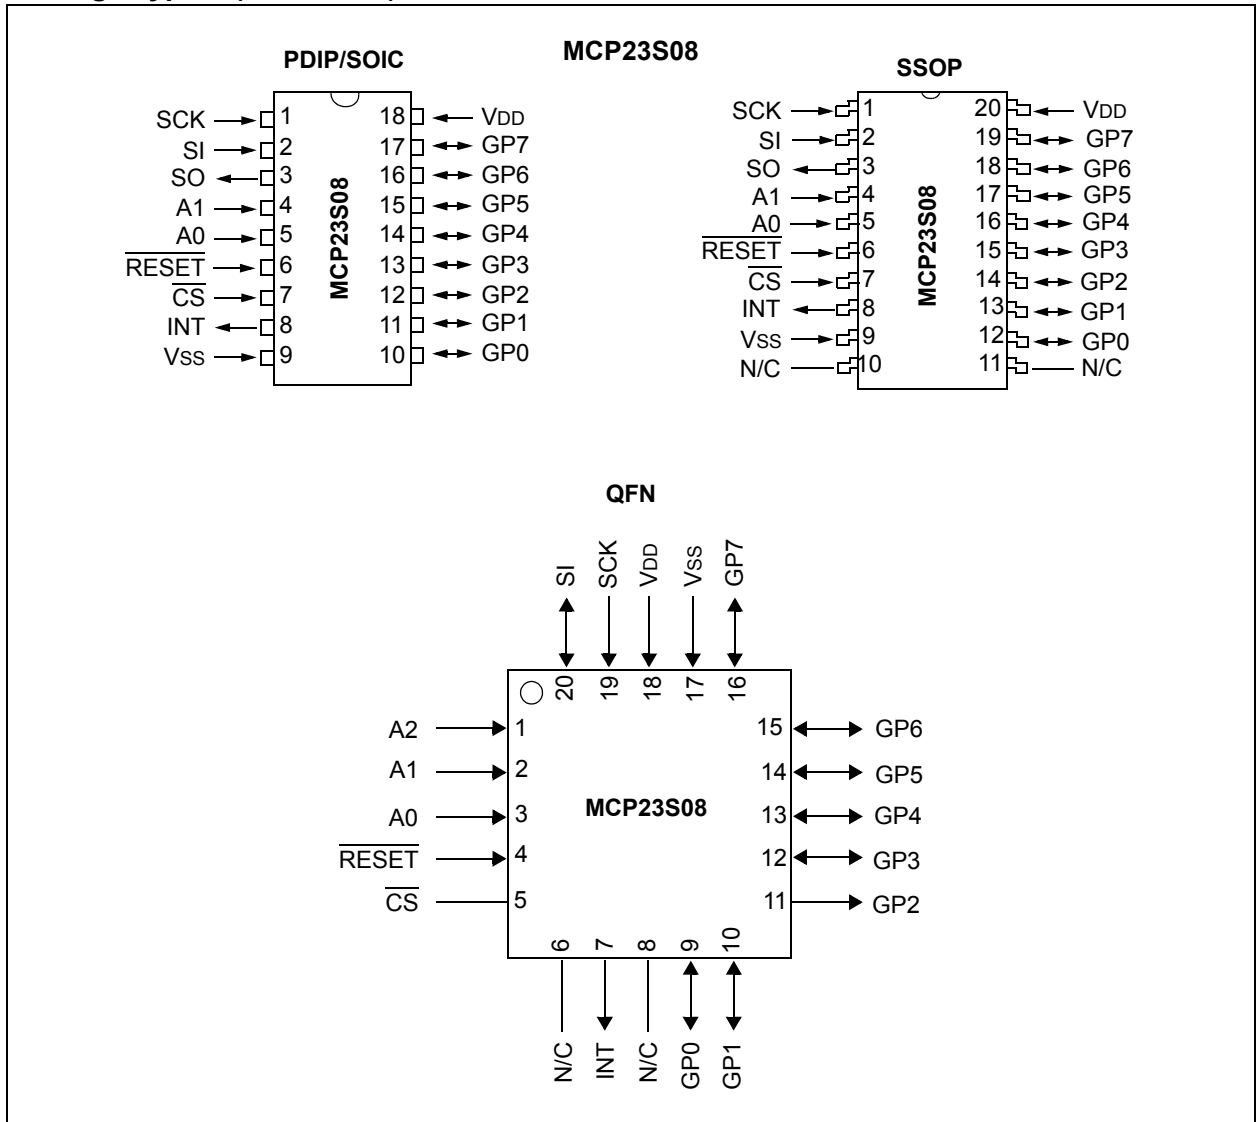 MCP23S08
PDIP/SOIC
SCK 1 18 VDD
SI 2 17 GP7
SO 3 16 GP6
A1 4 15 GP5
A0 5 14 GP4
RESET 6 13 GP3
CS 7 12 GP2
INT 8 11 GP1
VSS 9 10 GP0
MCP23S08
SSOP
SCK 1 20 VDD
SI 2 19 GP7
SO 3 18 GP6
A1 4 17 GP5
A0 5 16 GP4
RESET 6 15 GP3
CS 7 14 GP2
INT 8 13 GP1
VSS 9 12 GP0
N/C 10 11 N/C
MCP23S08
QFN
SI SCK VDD VSS GP7
20 19 18 17 16
A2 1 15 GP6
A1 2 14 GP5
A0 3 MCP23S08 13 GP4
RESET 4 12 GP3
CS 5 11 GP2
6 7 8 9 10
N/C INT N/C GP0 GP1